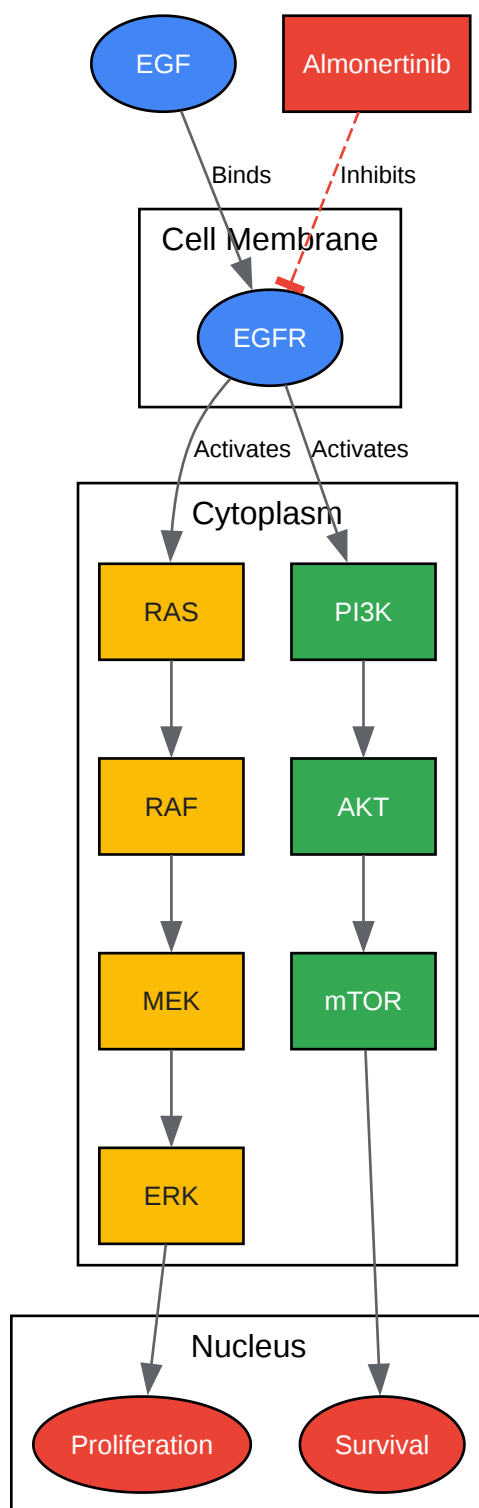 EGF
Almonertinib
Binds
Inhibits
Cell Membrane
EGFR
Activates
Activates
Cytoplasm
RAS
PI3K
RAF
AKT
MEK
mTOR
ERK
Nucleus
Proliferation
Survival